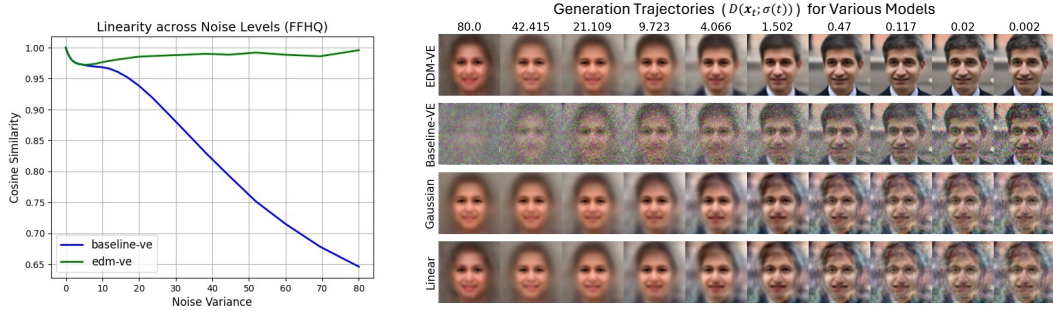 Linearity across Noise Levels (FFHQ)
1.00
0.95
0.90
0.85
0.80
0.75
0.70
0.65
Cosine Similarity
baseline-ve
edm-ve
0 10 20 30 40 50 60 70 80
Noise Variance
Generation Trajectories ( D(x_t; σ(t)) ) for Various Models
80.0 42.415 21.109 9.723 4.066 1.502 0.47 0.117 0.02 0.002
EDM-VE
Baseline-VE
Gaussian
Linear